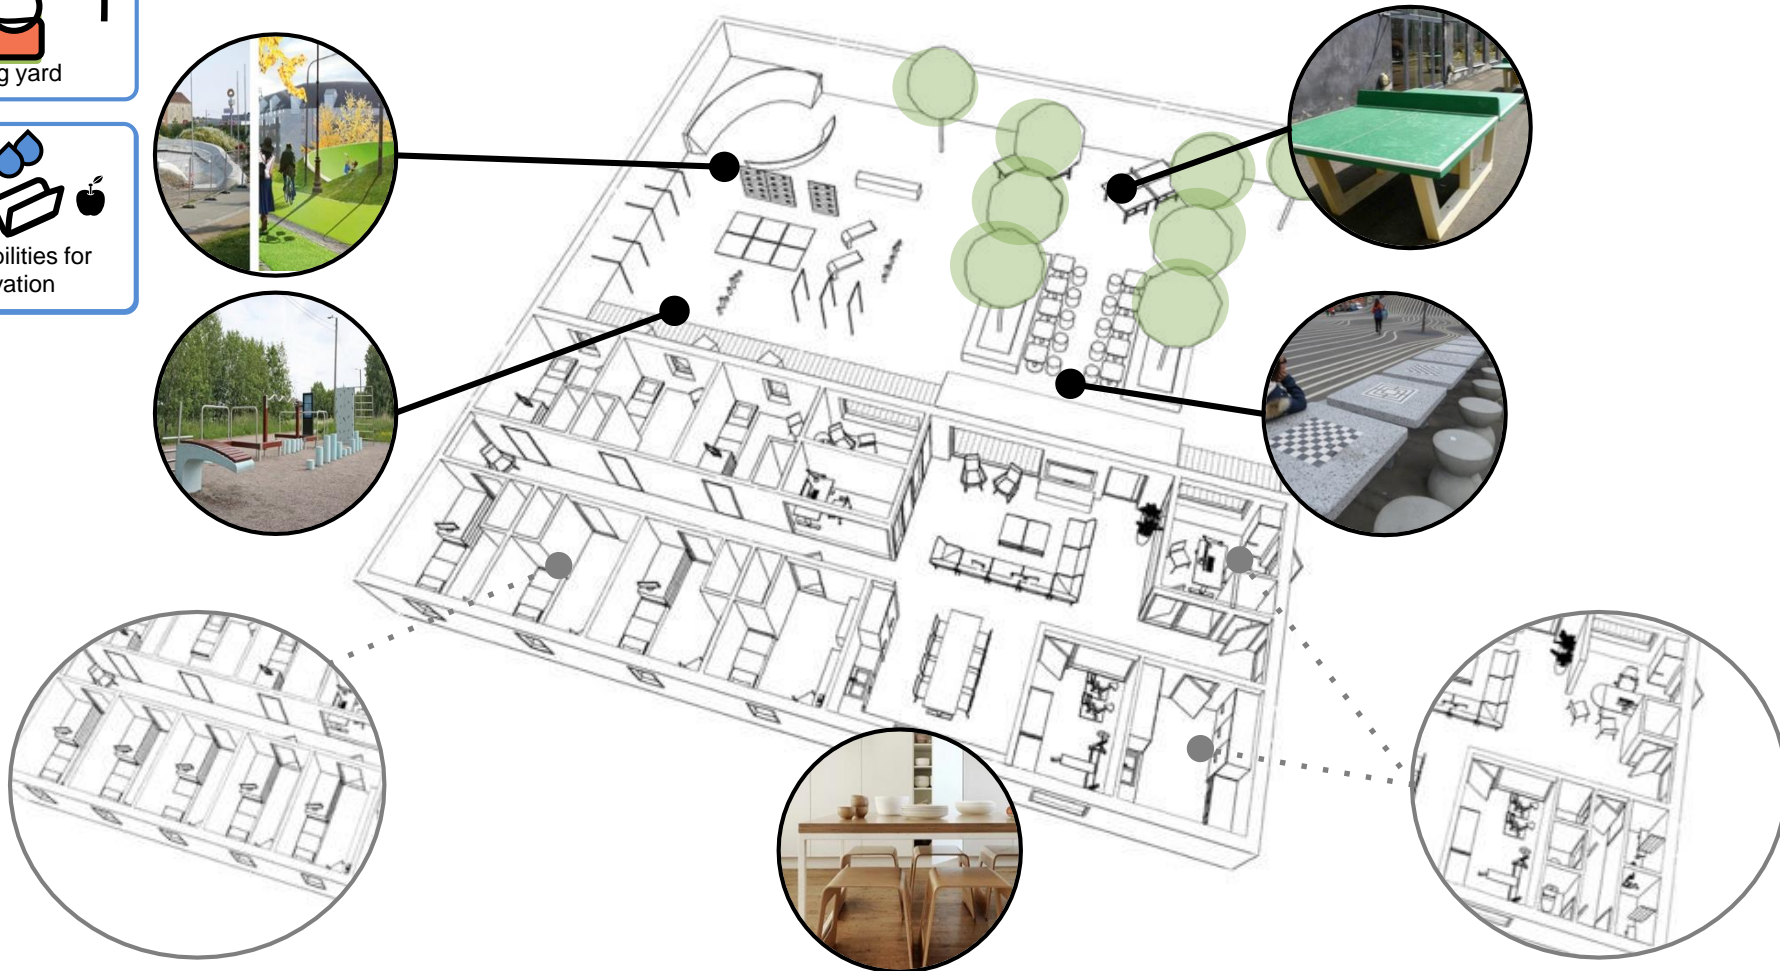 g yard
bilities for
vation